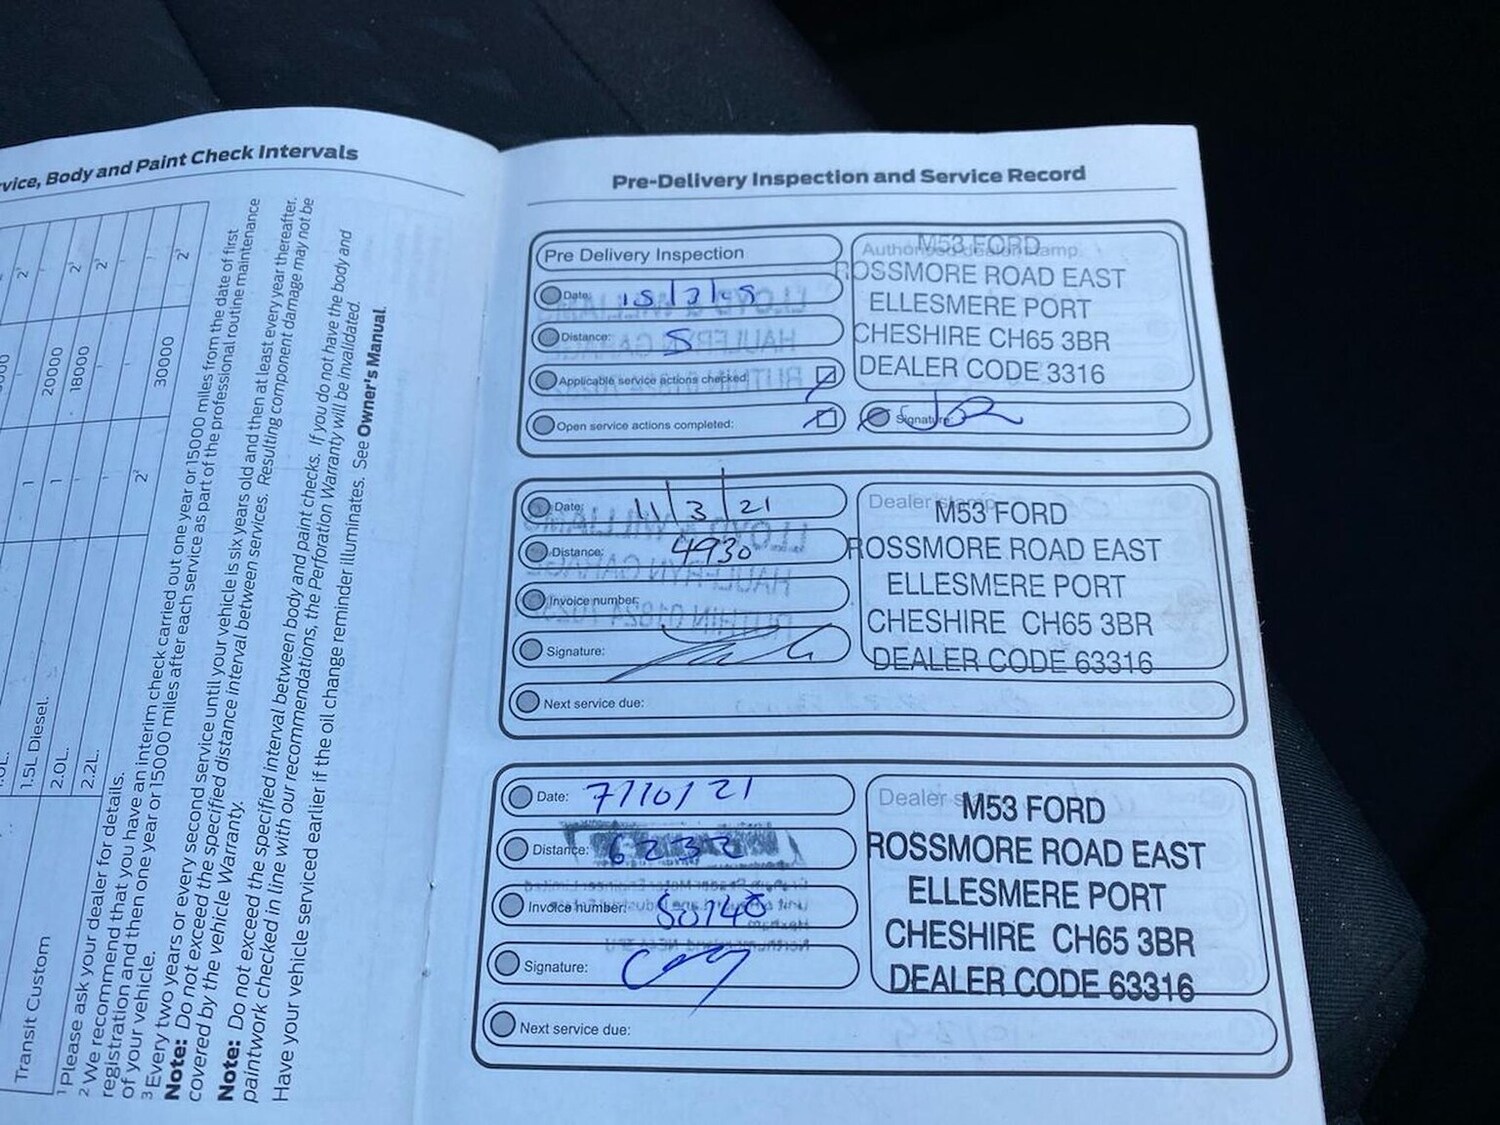 vice, Body and Paint Check Intervals
2³
2³
2³
2³
20000
18000
30000
1
1
2²
1.5L Diesel.
2.0L.
2.2L.
Transit Custom
¹ Please ask your dealer for details.
² We recommend that you have an interim check carried out one year or 15000 miles from the date of first
registration and then one year or 15000 miles after each service as part of the professional routine maintenance
of your vehicle.
³ Every two years or every second service until your vehicle is six years old and then at least every year thereafter.
Note: Do not exceed the specified distance interval between services. Resulting component damage may not be
covered by the vehicle Warranty.
Note: Do not exceed the specified interval between body and paint checks. If you do not have the body and
paintwork checked in line with our recommendations, the Perforation Warranty will be invalidated.
Have your vehicle serviced earlier if the oil change reminder illuminates. See Owner's Manual.
Pre-Delivery Inspection and Service Record
Pre Delivery Inspection
Date:
Distance:
Applicable service actions checked:
Open service actions completed:
Authorised dealer stamp:
M53 FORD
ROSSMORE ROAD EAST
ELLESMERE PORT
CHESHIRE CH65 3BR
DEALER CODE 3316
Signature:
Date: 11/3/21
Distance: 4930
Invoice number:
Signature:
Next service due:
Dealer stamp
M53 FORD
ROSSMORE ROAD EAST
ELLESMERE PORT
CHESHIRE CH65 3BR
DEALER CODE 63316
Date: 7/10/21
Distance: 6232
Invoice number:
Signature:
Next service due:
Dealer
M53 FORD
ROSSMORE ROAD EAST
ELLESMERE PORT
CHESHIRE CH65 3BR
DEALER CODE 63316